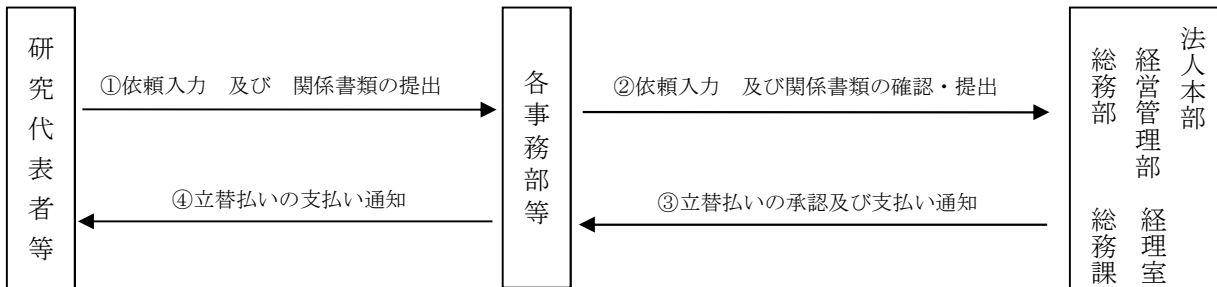 研究代表者等
①依頼入力　及び　関係書類の提出
④立替払いの支払い通知
各事務部等
②依頼入力　及び関係書類の確認・提出
③立替払いの承認及び支払い通知
法人本部
経営管理部　経理室
総務部　総務課